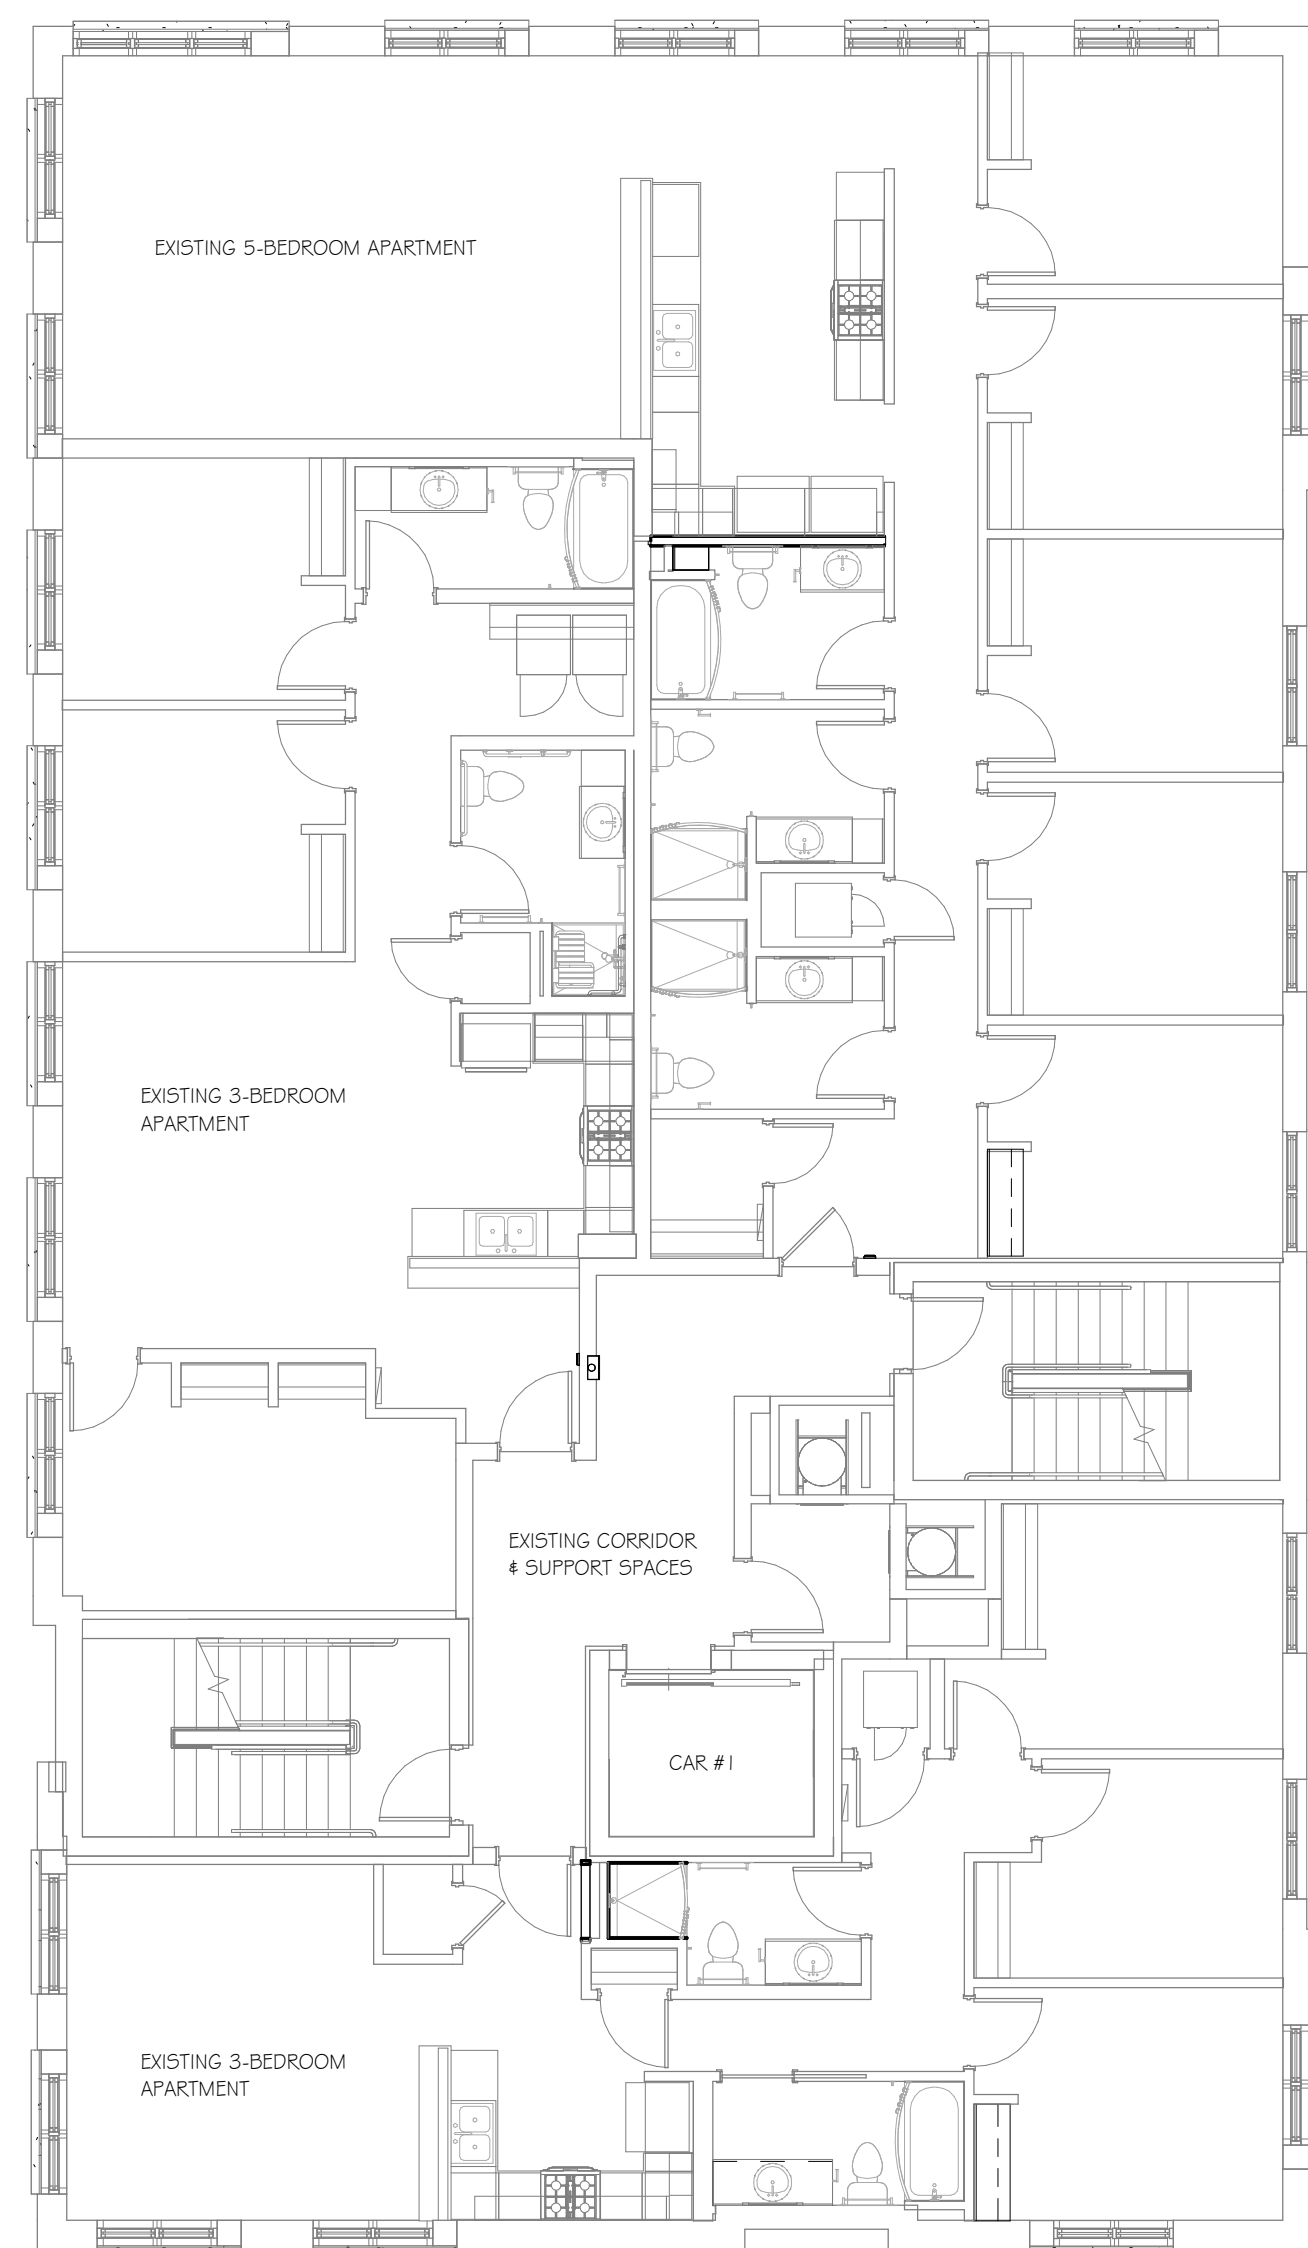 EXISTING 5-BEDROOM APARTMENT
EXISTING 3-BEDROOM
APARTMENT
EXISTING CORRIDOR
& SUPPORT SPACES
CAR #1
EXISTING 3-BEDROOM
APARTMENT